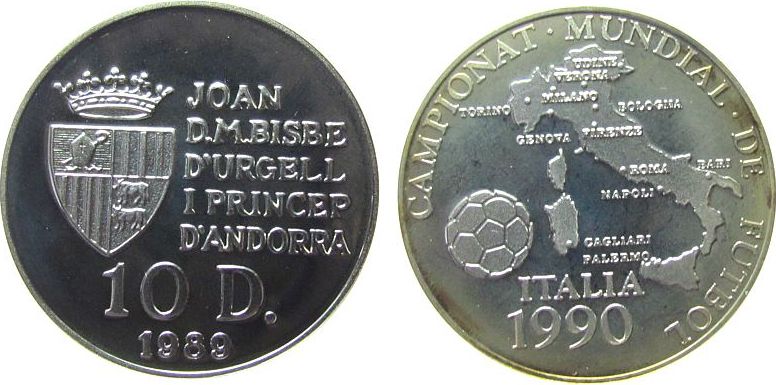 JOAN
D.M.BISBE
D'URGELL
I PRINCEP
D'ANDORRA
10 D.
1989
CAMPIONAT · MUNDIAL · DE FUTBOL
UDINE
VERONA
MILANO
TORINO
BOLOGNA
GENOVA
FIRENZE
ROMA
BARI
NAPOLI
CAGLIARI
PALERMO
ITALIA
1990